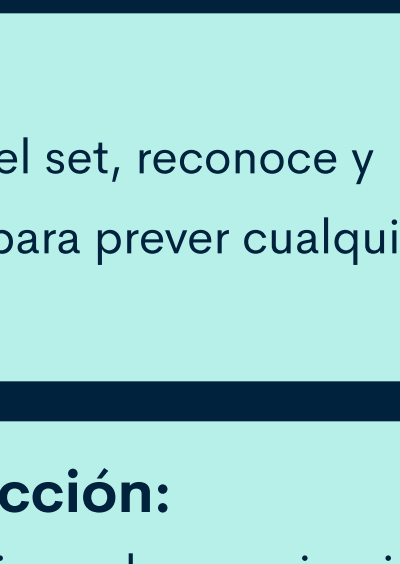 el set, reconoce y
para prever cualqui
cción: